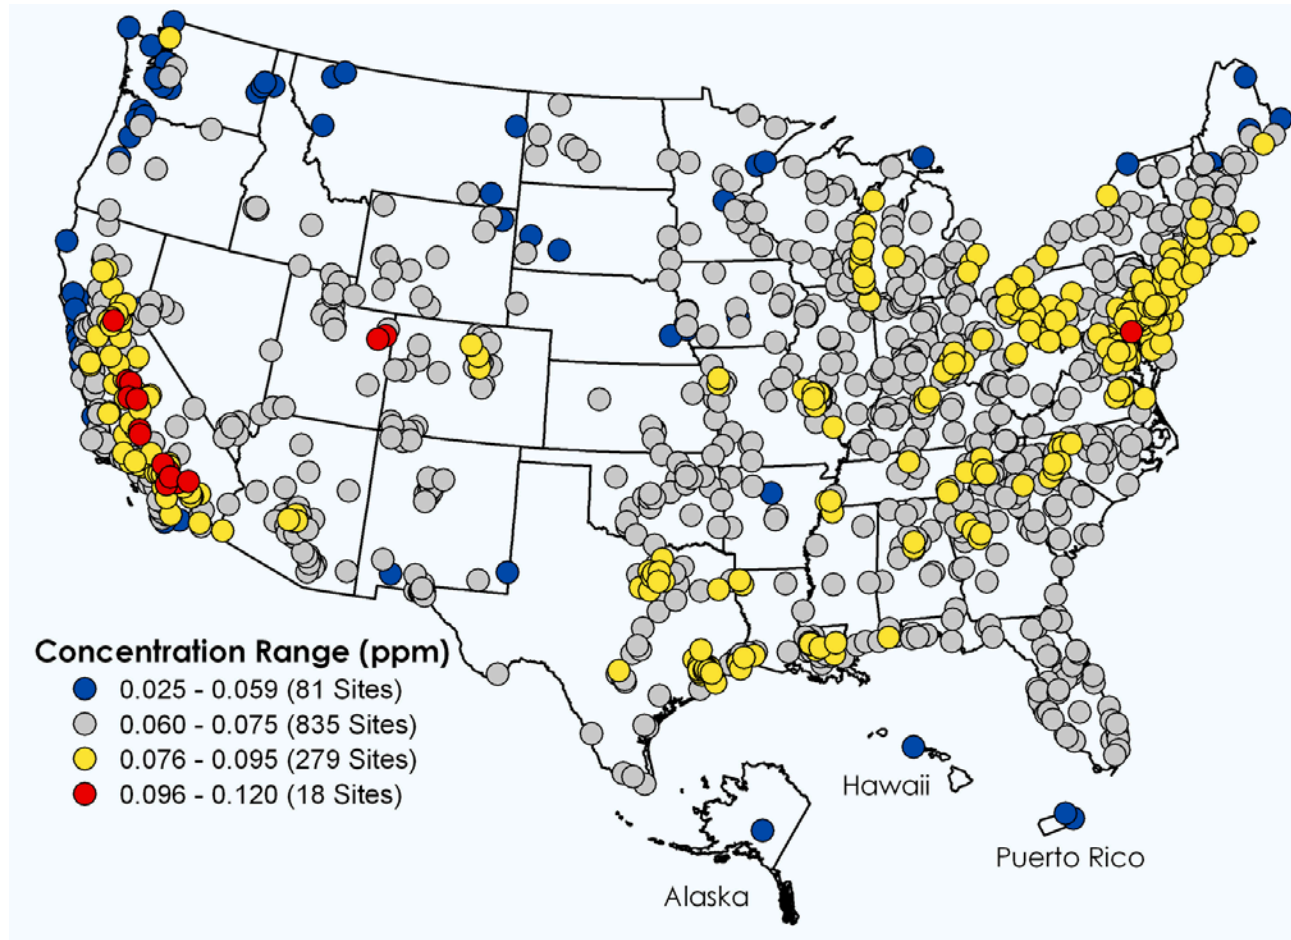 Concentration Range (ppm)
0.025 - 0.059 (81 Sites)
0.060 - 0.075 (835 Sites)
0.076 - 0.095 (279 Sites)
0.096 - 0.120 (18 Sites)
Hawaii
Puerto Rico
Alaska